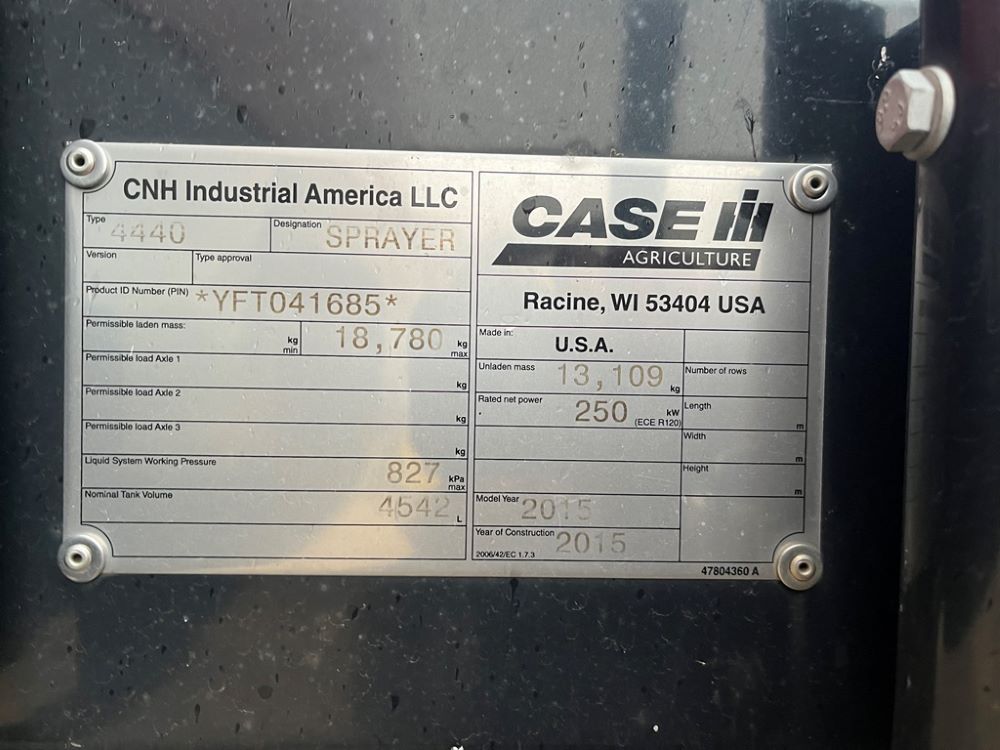 CNH Industrial America LLC
Type 4440 Designation SPRAYER
Version Type approval
Product ID Number (PIN) *YFT041685*
Permissible laden mass: kg min 18,780 kg max
Permissible load Axle 1 kg
Permissible load Axle 2 kg
Permissible load Axle 3 kg
Liquid System Working Pressure 827 kPa max
Nominal Tank Volume 4542 L
CASE IH
AGRICULTURE
Racine, WI 53404 USA
Made in: U.S.A.
Unladen mass 13,109 kg Number of rows
Rated net power 250 kW (ECE R120) Length m
Width m
Height m
Model Year 2015
Year of Construction 2015
2006/42/EC 1.7.3
47804360 A